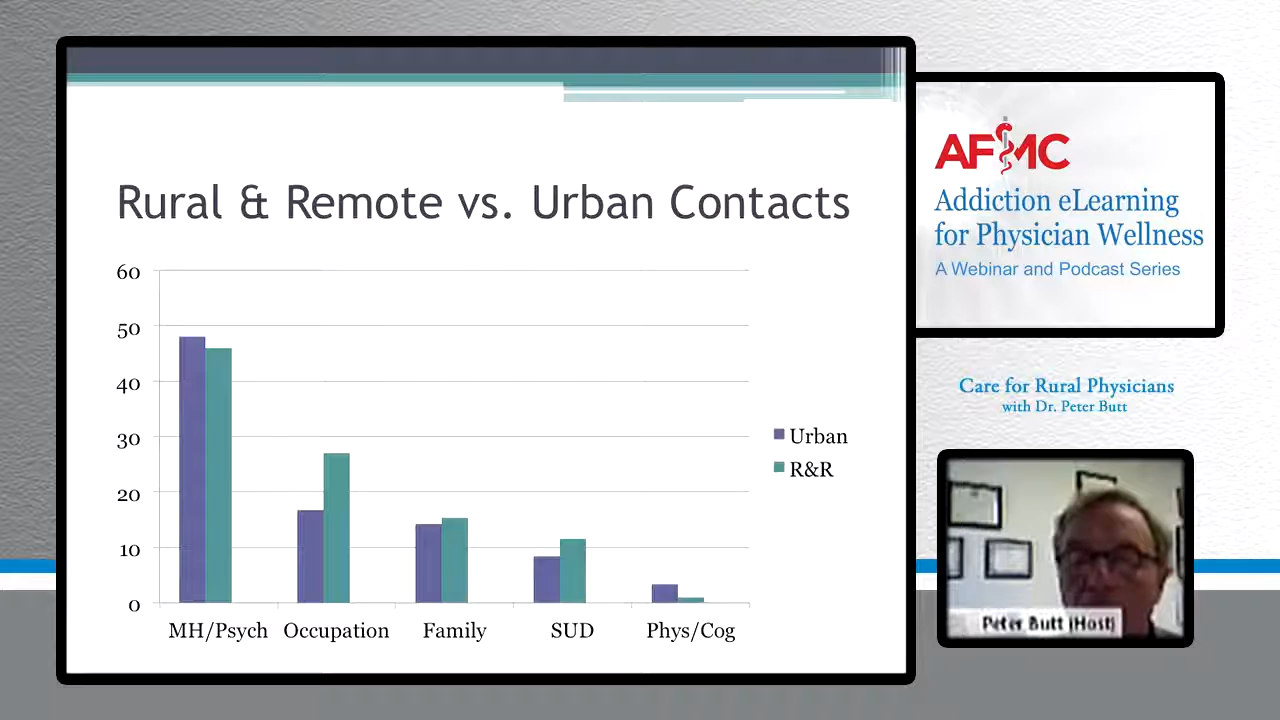 Rural & Remote vs. Urban Contacts
60
50
40
30
20
10
0
MH/Psych Occupation Family SUD Phys/Cog
Urban
R&R
AFMC
Addiction eLearning
for Physician Wellness
A Webinar and Podcast Series
Care for Rural Physicians
with Dr. Peter Butt
Peter Butt (Host)